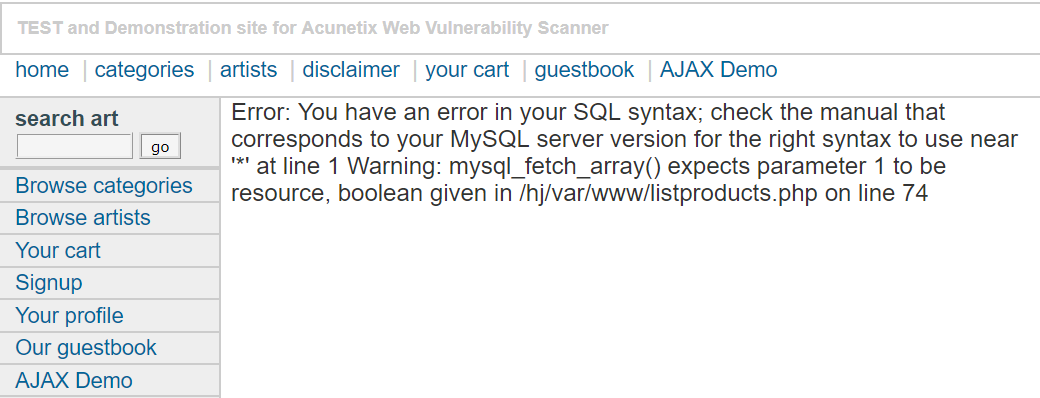 TEST and Demonstration site for Acunetix Web Vulnerability Scanner
home | categories | artists | disclaimer | your cart | guestbook | AJAX Demo
search art
go
Browse categories
Browse artists
Your cart
Signup
Your profile
Our guestbook
AJAX Demo
Error: You have an error in your SQL syntax; check the manual that
corresponds to your MySQL server version for the right syntax to use near
'*' at line 1 Warning: mysql_fetch_array() expects parameter 1 to be
resource, boolean given in /hj/var/www/listproducts.php on line 74